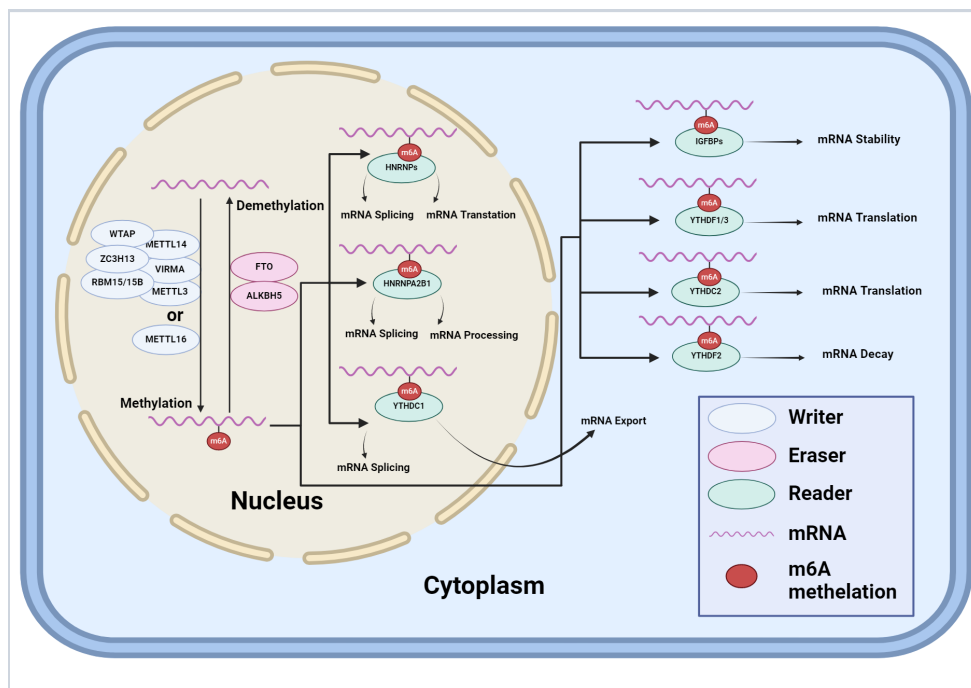 Demethylation
WTAP
METTL14
ZC3H13
VIRMA
RBM15/15B
METTL3
or
METTL16
FTO
ALKBH5
Methylation
m6A
m6A
HNRNPs
mRNA Splicing
mRNA Transtation
m6A
HNRNPA2B1
mRNA Splicing
mRNA Processing
m6A
YTHDC1
mRNA Splicing
Nucleus
mRNA Export
Cytoplasm
m6A
IGFBPs
mRNA Stability
m6A
YTHDF1/3
mRNA Translation
m6A
YTHDC2
mRNA Translation
m6A
YTHDF2
mRNA Decay
Writer
Eraser
Reader
mRNA
m6A
methelation